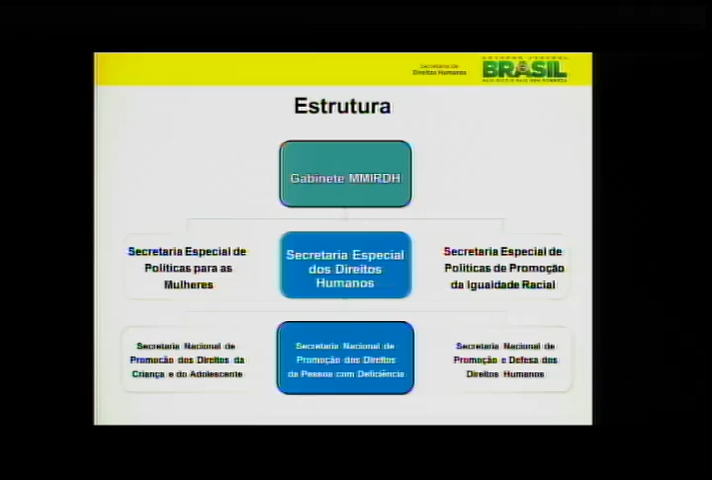 Secretaria de
Direitos Humanos
BRASIL
Estrutura
Gabinete MMIRDH
Secretaria Especial de
Políticas para as
Mulheres
Secretaria Especial
dos Direitos
Humanos
Secretaria Especial de
Políticas de Promoção
da Igualdade Racial
Secretaria Nacional de
Promoção dos Direitos da
Criança e do Adolescente
Secretaria Nacional de
Promoção dos Direitos
da Pessoa com Deficiência
Secretaria Nacional de
Promoção e Defesa dos
Direitos Humanos